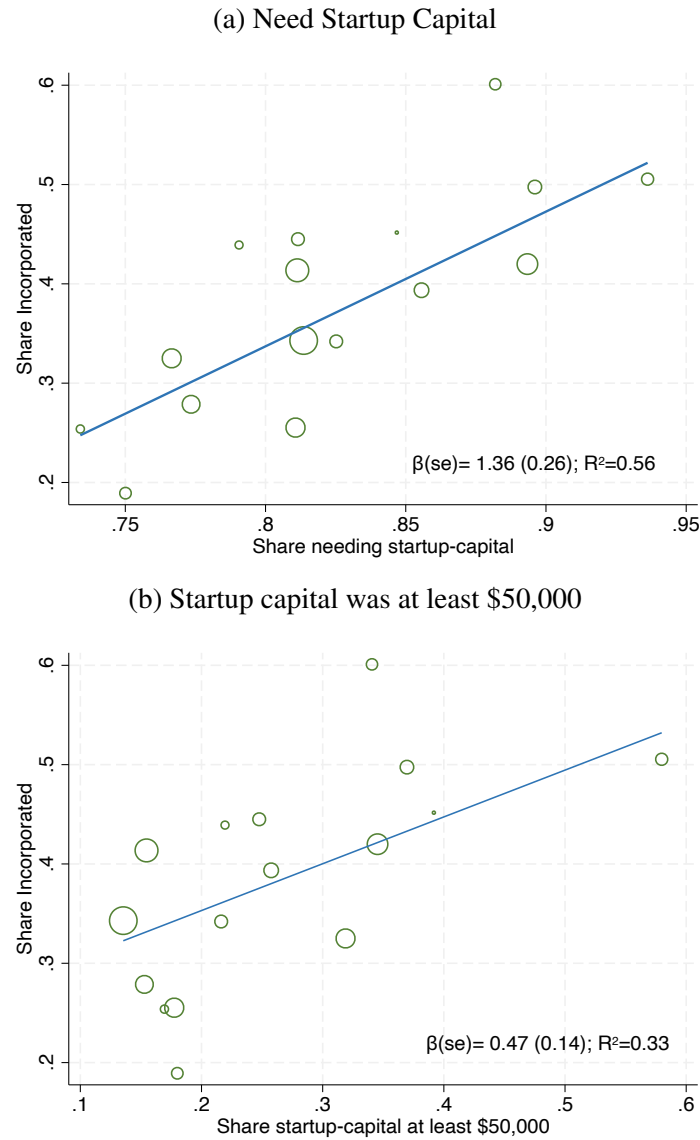 (a) Need Startup Capital
.6
.5
.4
.3
.2
Share Incorporated
β(se)= 1.36 (0.26); R²=0.56
.75 .8 .85 .9 .95
Share needing startup-capital
(b) Startup capital was at least $50,000
.6
.5
.4
.3
.2
Share Incorporated
β(se)= 0.47 (0.14); R²=0.33
.1 .2 .3 .4 .5 .6
Share startup-capital at least $50,000